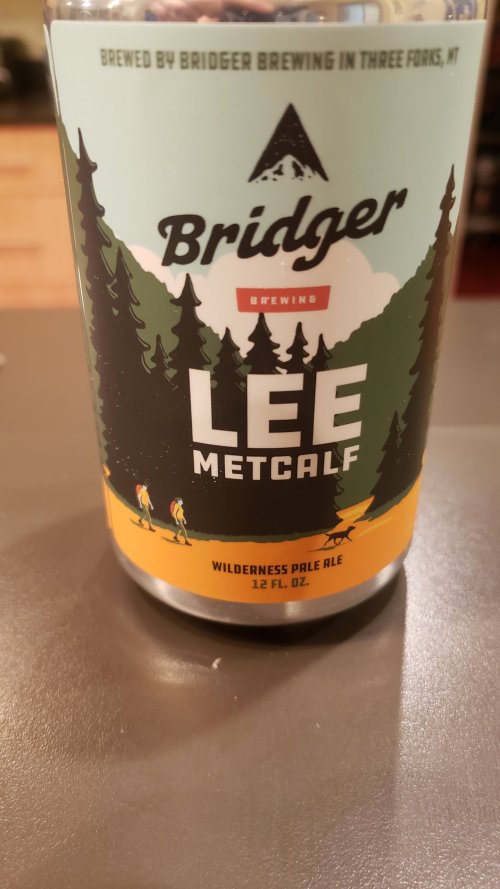 BREWED BY BRIDGER BREWING IN THREE FORKS, MT
Bridger
BREWING
LEE
METCALF
WILDERNESS PALE ALE
12 FL. OZ.